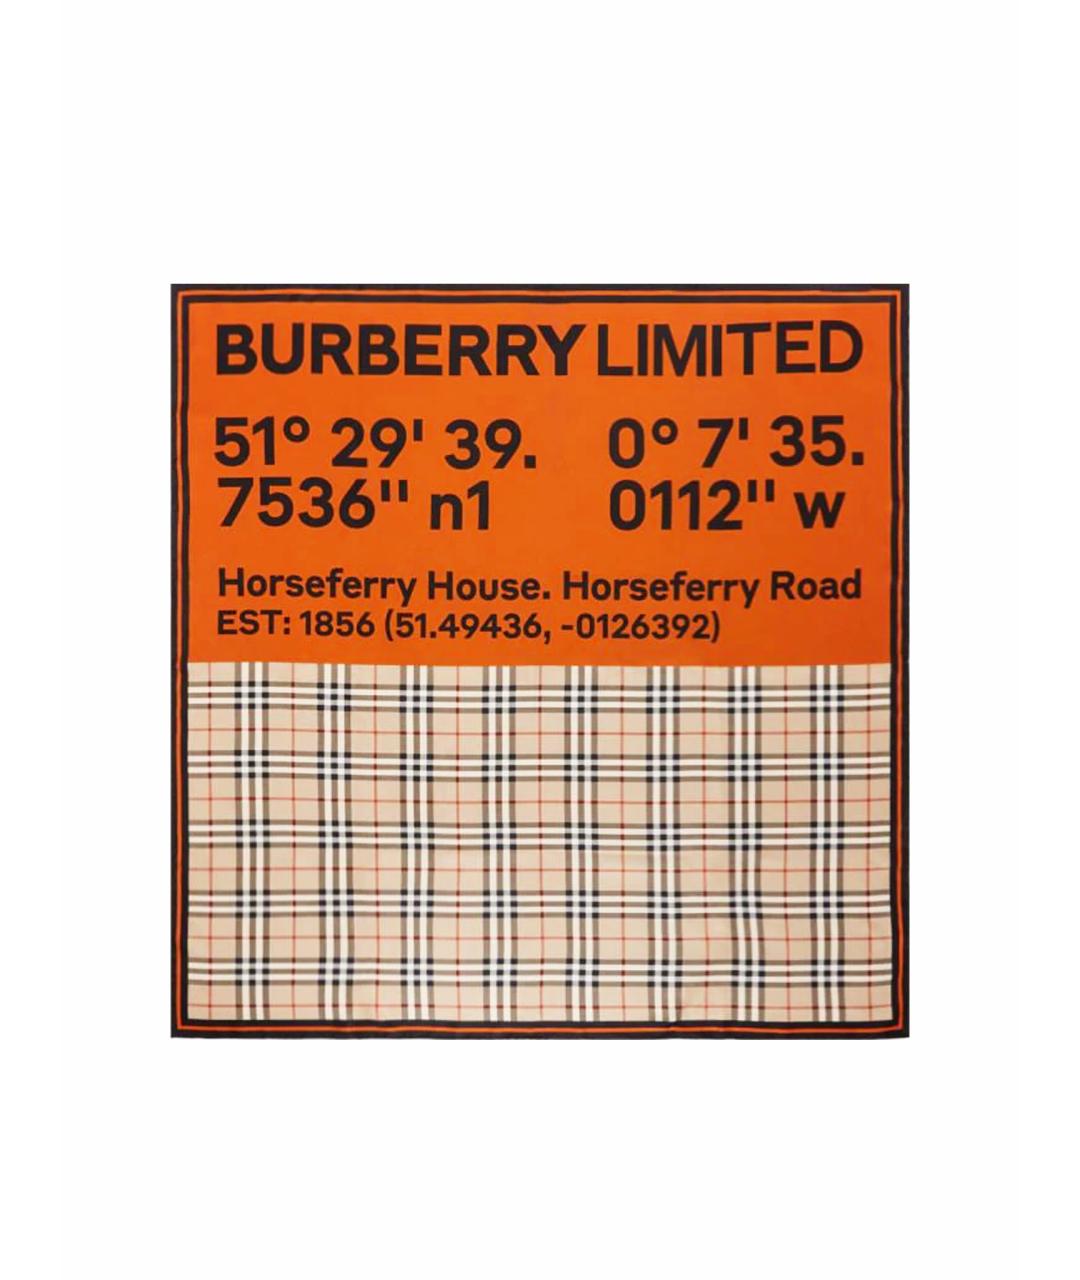 BURBERRY LIMITED
51° 29' 39. 0° 7' 35.
7536" n1 0112" w
Horseferry House. Horseferry Road
EST: 1856 (51.49436, -0126392)